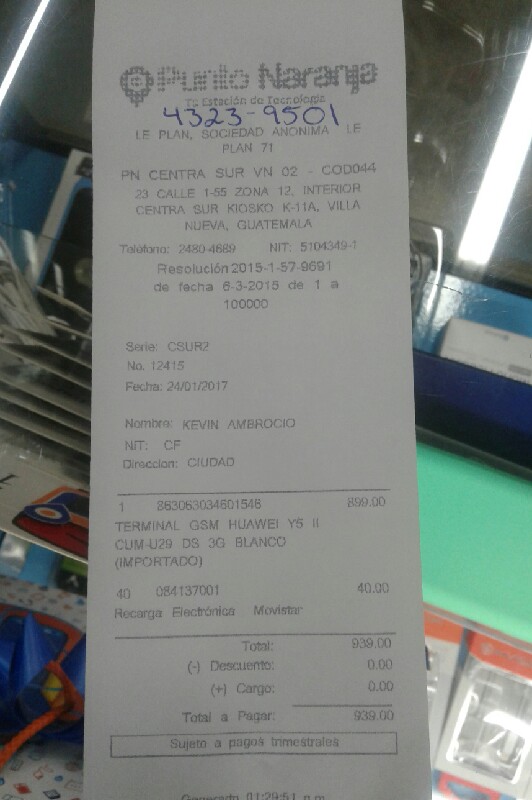 Punto Naranja
Tu Estación de Tecnología
4323-9501
LE PLAN, SOCIEDAD ANONIMA LE
PLAN 71
PN CENTRA SUR VN 02 - COD044
23 CALLE 1-55 ZONA 12, INTERIOR
CENTRA SUR KIOSKO K-11A, VILLA
NUEVA, GUATEMALA
Teléfono: 2480-4689 NIT: 5104349-1
Resolución 2015-1-57-9691
de fecha 6-3-2015 de 1 a
100000
Serie: CSUR2
No. 12415
Fecha: 24/01/2017
Nombre: KEVIN AMBROCIO
NIT: CF
Direccion: CIUDAD
1 863063034601546 899.00
TERMINAL GSM HUAWEI Y5 II
CUM-U29 DS 3G BLANCO
(IMPORTADO)
40 084137001 40.00
Recarga Electrónica Movistar
Total: 939.00
(-) Descuento: 0.00
(+) Cargo: 0.00
Total a Pagar: 939.00
Sujeto a pagos trimestrales
Generado 01:29:51 p.m.